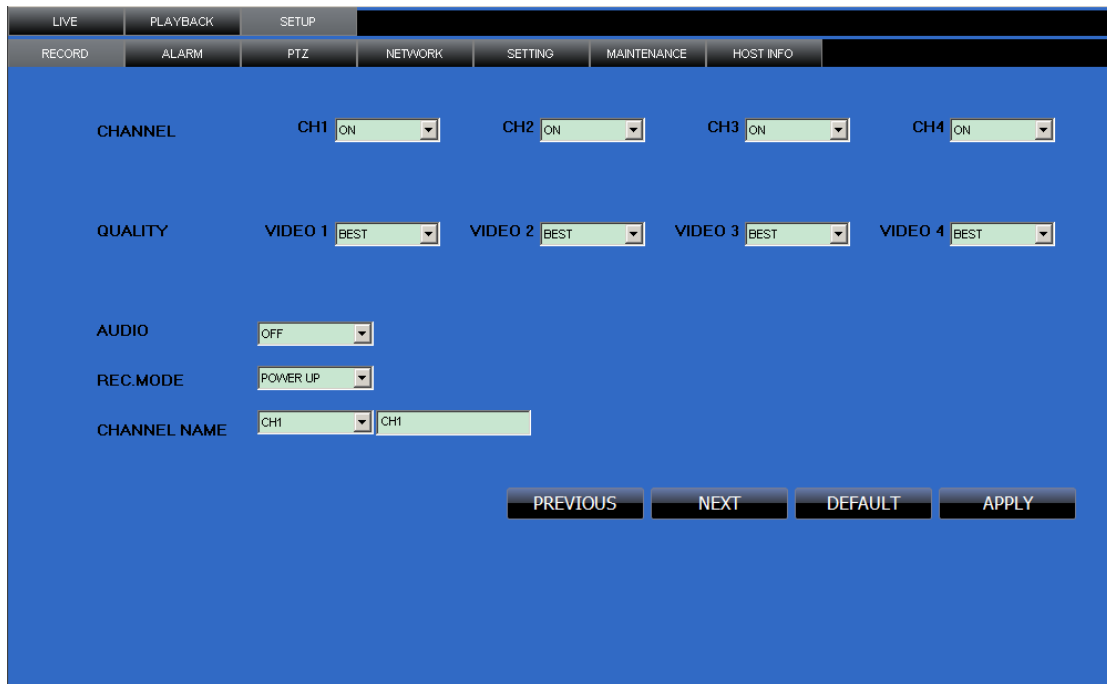 LIVE PLAYBACK SETUP
RECORD ALARM PTZ NETWORK SETTING MAINTENANCE HOST INFO
CHANNEL CH1 ON CH2 ON CH3 ON CH4 ON
QUALITY VIDEO 1 BEST VIDEO 2 BEST VIDEO 3 BEST VIDEO 4 BEST
AUDIO OFF
REC.MODE POWER UP
CHANNEL NAME CH1 CH1
PREVIOUS NEXT DEFAULT APPLY